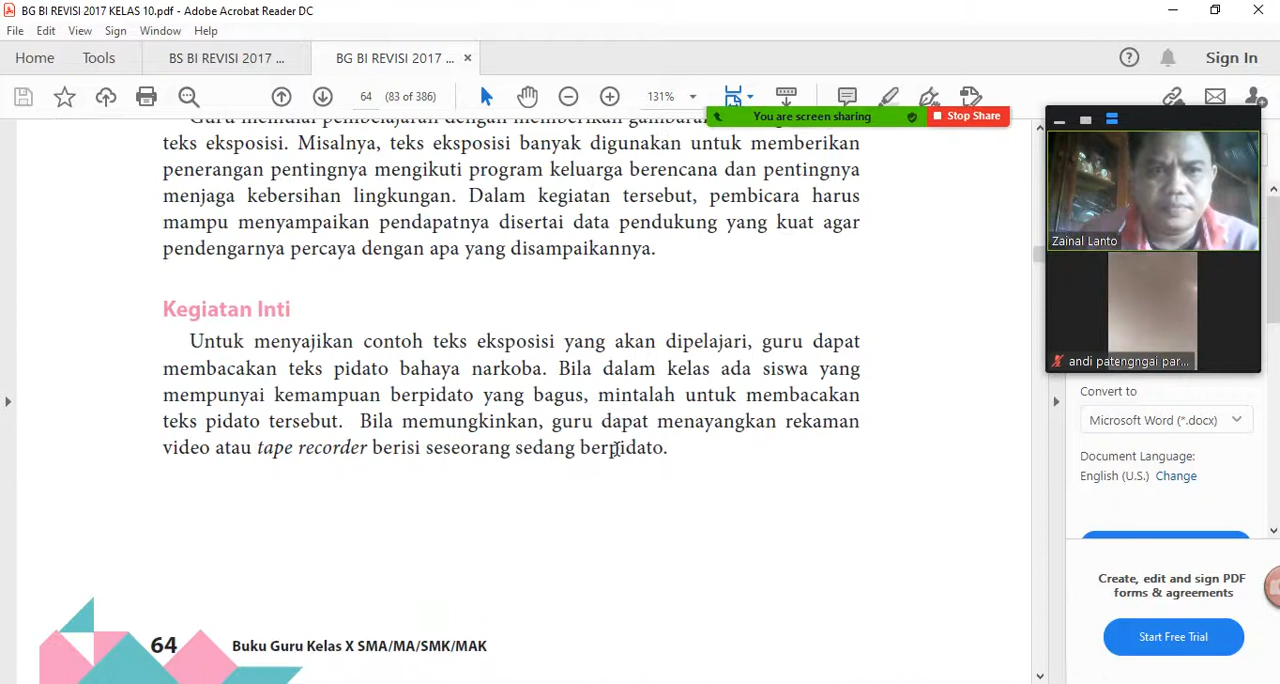 BG BI REVISI 2017 KELAS 10.pdf - Adobe Acrobat Reader DC
File Edit View Sign Window Help
Home Tools BS BI REVISI 2017 ... BG BI REVISI 2017 ... × Sign In
64 (83 of 386) 131%
You are screen sharing Stop Share
teks eksposisi. Misalnya, teks eksposisi banyak digunakan untuk memberikan
penerangan pentingnya mengikuti program keluarga berencana dan pentingnya
menjaga kebersihan lingkungan. Dalam kegiatan tersebut, pembicara harus
mampu menyampaikan pendapatnya disertai data pendukung yang kuat agar
pendengarnya percaya dengan apa yang disampaikannya.
Kegiatan Inti
Untuk menyajikan contoh teks eksposisi yang akan dipelajari, guru dapat
membacakan teks pidato bahaya narkoba. Bila dalam kelas ada siswa yang
mempunyai kemampuan berpidato yang bagus, mintalah untuk membacakan
teks pidato tersebut. Bila memungkinkan, guru dapat menayangkan rekaman
video atau tape recorder berisi seseorang sedang berpidato.
64 Buku Guru Kelas X SMA/MA/SMK/MAK
Zainal Lanto
andi patengngai par...
Convert to
Microsoft Word (*.docx)
Document Language:
English (U.S.) Change
Create, edit and sign PDF
forms & agreements
Start Free Trial